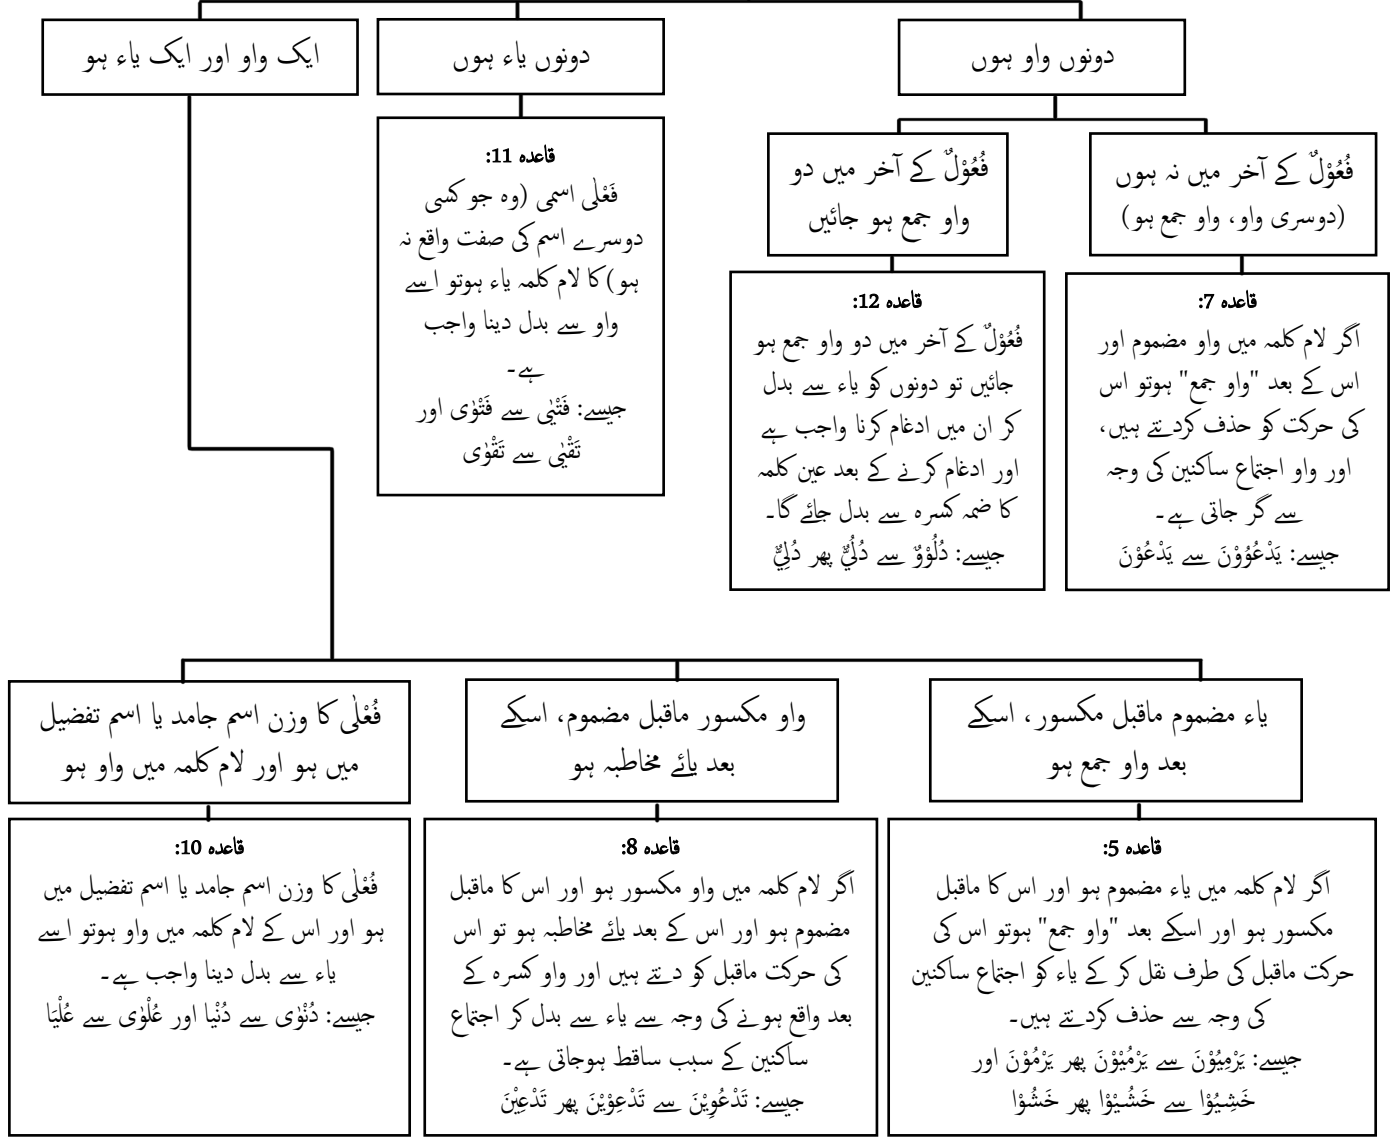 دونوں واو ہوں
دونوں یاء ہوں
ایک واو اور ایک یاء ہو
فُعُوْلٌ کے آخر میں نہ ہوں
(دوسری واو، واو جمع ہو)
فُعُوْلٌ کے آخر میں دو
واو جمع ہو جائیں
قاعدہ 7:
اگر لام کلمہ میں واو مضموم اور
اس کے بعد "واو جمع" ہوتو اس
کی حرکت کو حذف کردیتے ہیں،
اور واو اجتماع ساکنین کی وجہ
سے گر جاتی ہے۔
جیسے: یَدْعُوُوْنَ سے یَدْعُوْنَ
قاعدہ 12:
فُعُوْلٌ کے آخر میں دو واو جمع ہو
جائیں تو دونوں کو یاء سے بدل
کر ان میں ادغام کرنا واجب ہے
اور ادغام کرنے کے بعد عین کلمہ
کا ضمہ کسرہ سے بدل جائے گا۔
جیسے: دُلُوْوٌ سے دُلُیٌّ پھر دُلِیٌّ
قاعدہ 11:
فَعْلٰی اسمی (وہ جو کسی
دوسرے اسم کی صفت واقع نہ
ہو)کا لام کلمہ یاء ہوتو اسے
واو سے بدل دینا واجب
ہے۔
جیسے: فَتْیٰی سے فَتْوٰی اور
تَقْیٰی سے تَقْوٰی
یاء مضموم ماقبل مکسور، اسکے
بعد واو جمع ہو
واو مکسور ماقبل مضموم، اسکے
بعد یائے مخاطبہ ہو
فُعْلٰی کا وزن اسم جامد یا اسم تفضیل
میں ہو اور لام کلمہ میں واو ہو
قاعدہ 5:
اگر لام کلمہ میں یاء مضموم ہو اور اس کا ماقبل
مکسور ہو اور اسکے بعد "واو جمع" ہوتو اس کی
حرکت ماقبل کی طرف نقل کر کے یاء کو اجتماع ساکنین
کی وجہ سے حذف کردیتے ہیں۔
جیسے: یَرْمِیُوْنَ سے یَرْمُیْوْنَ پھر یَرْمُوْنَ اور
خَشِیُوْا سے خَشُیْوْا پھر خَشُوْا
قاعدہ 8:
اگر لام کلمہ میں واو مکسور ہو اور اس کا ماقبل
مضموم ہو اور اس کے بعد یائے مخاطبہ ہو تو اس
کی حرکت ماقبل کو دیتے ہیں اور واو کسرہ کے
بعد واقع ہونے کی وجہ سے یاء سے بدل کر اجتماع
ساکنین کے سبب ساقط ہوجاتی ہے۔
جیسے: تَدْعُوِیْنَ سے تَدْعِوْیْنَ پھر تَدْعِیْنَ
قاعدہ 10:
فُعْلٰی کا وزن اسم جامد یا اسم تفضیل میں
ہو اور اس کے لام کلمہ میں واو ہوتو اسے
یاء سے بدل دینا واجب ہے۔
جیسے: دُنْوٰی سے دُنْیَا اور عُلْوٰی سے عُلْیَا